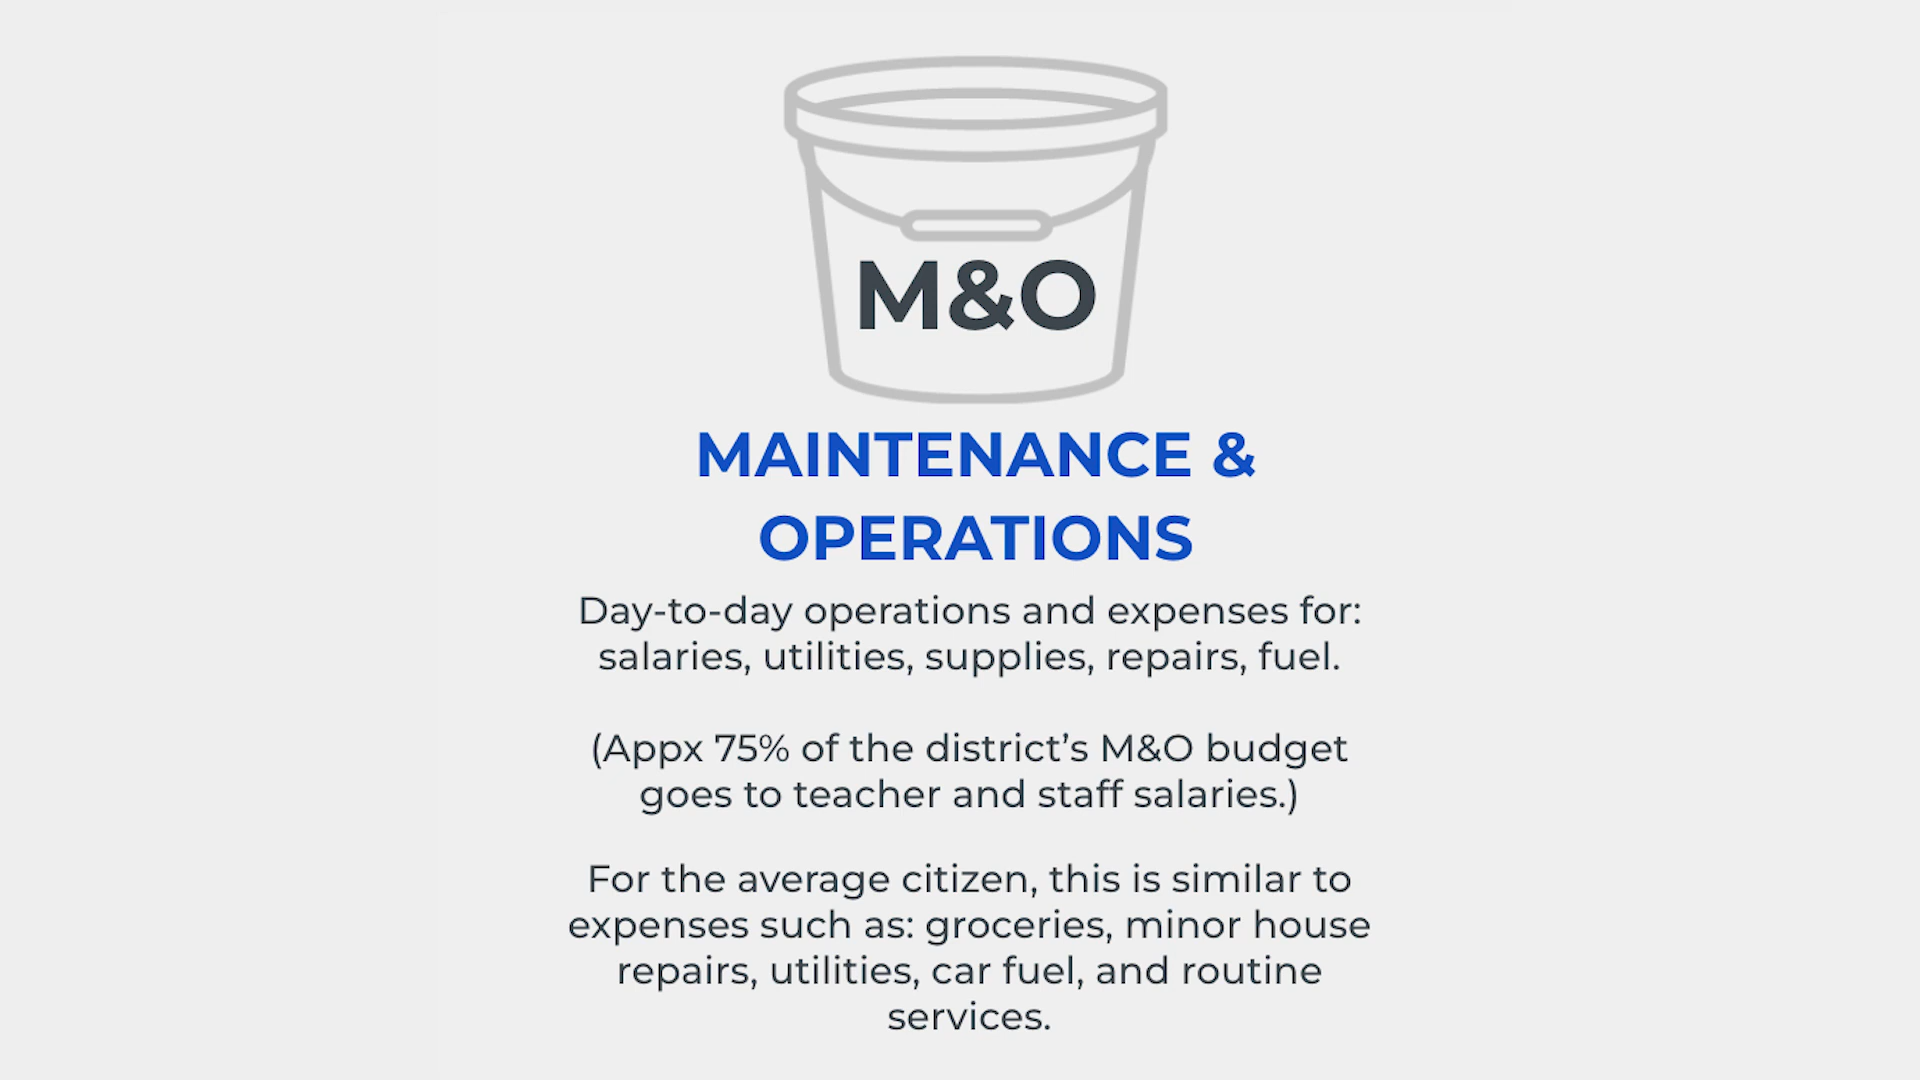 M&O
MAINTENANCE &
OPERATIONS
Day-to-day operations and expenses for:
salaries, utilities, supplies, repairs, fuel.
(Appx 75% of the district’s M&O budget
goes to teacher and staff salaries.)
For the average citizen, this is similar to
expenses such as: groceries, minor house
repairs, utilities, car fuel, and routine
services.